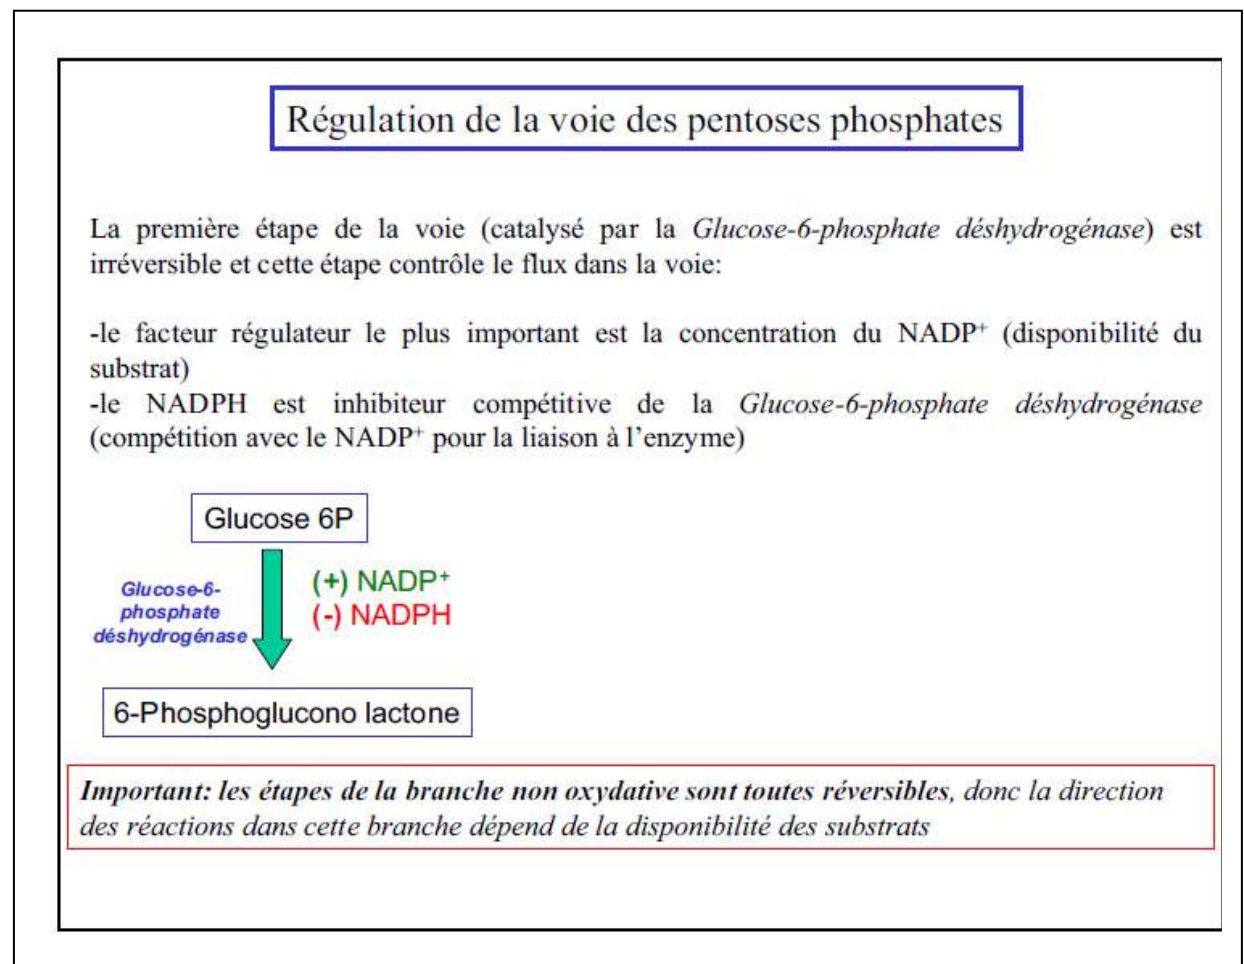 Régulation de la voie des pentoses phosphates
La première étape de la voie (catalysé par la Glucose-6-phosphate déshydrogénase) est
irréversible et cette étape contrôle le flux dans la voie:
-le facteur régulateur le plus important est la concentration du NADP⁺ (disponibilité du
substrat)
-le NADPH est inhibiteur compétitive de la Glucose-6-phosphate déshydrogénase
(compétition avec le NADP⁺ pour la liaison à l’enzyme)
Glucose 6P
Glucose-6-
phosphate
déshydrogénase
(+) NADP⁺
(-) NADPH
6-Phosphoglucono lactone
Important: les étapes de la branche non oxydative sont toutes réversibles, donc la direction
des réactions dans cette branche dépend de la disponibilité des substrats